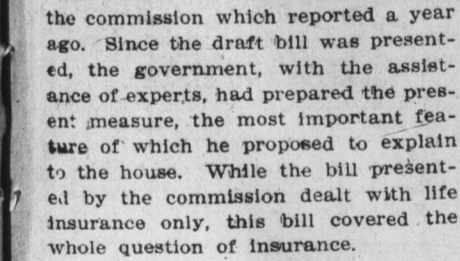 the commission which reported a year
ago. Since the draft bill was present-
ed, the government, with the assist-
ance of experts, had prepared the pres-
ent measure, the most important fea-
ture of which he proposed to explain
to the house. While the bill present-
ed by the commission dealt with life
insurance only, this bill covered the
whole question of insurance.